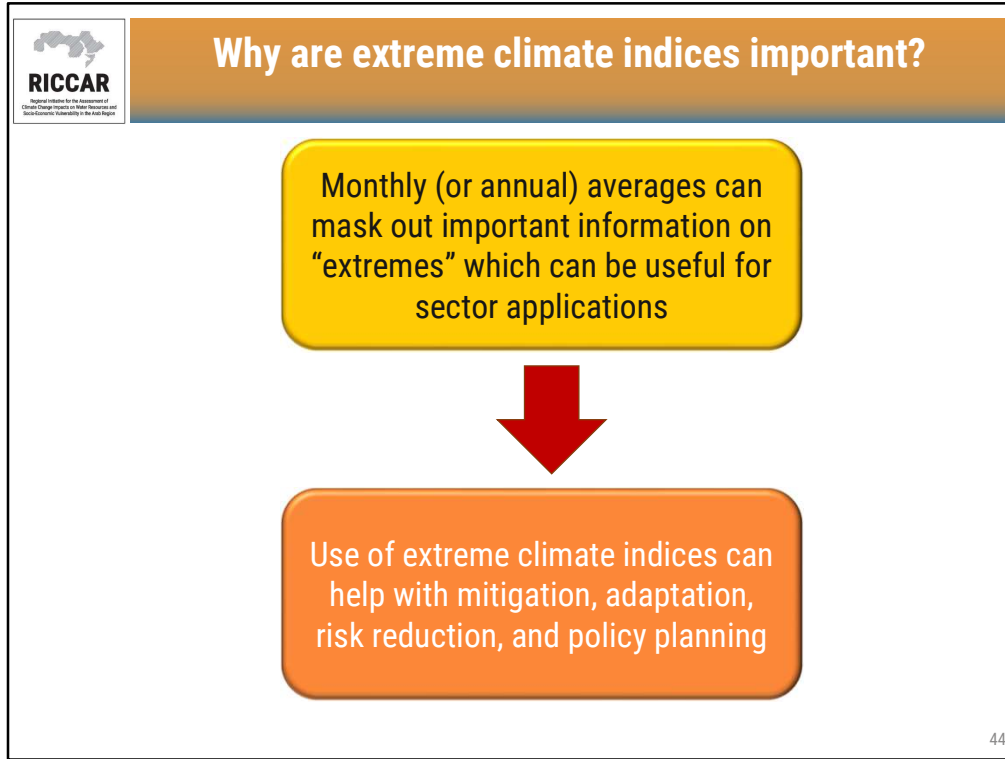 Why are extreme climate indices important?
RICCAR
Regional Initiative for the Assessment of
Climate Change Impacts on Water Resources and
Socio-Economic Vulnerability in the Arab Region
Monthly (or annual) averages can
mask out important information on
“extremes” which can be useful for
sector applications
Use of extreme climate indices can
help with mitigation, adaptation,
risk reduction, and policy planning
44